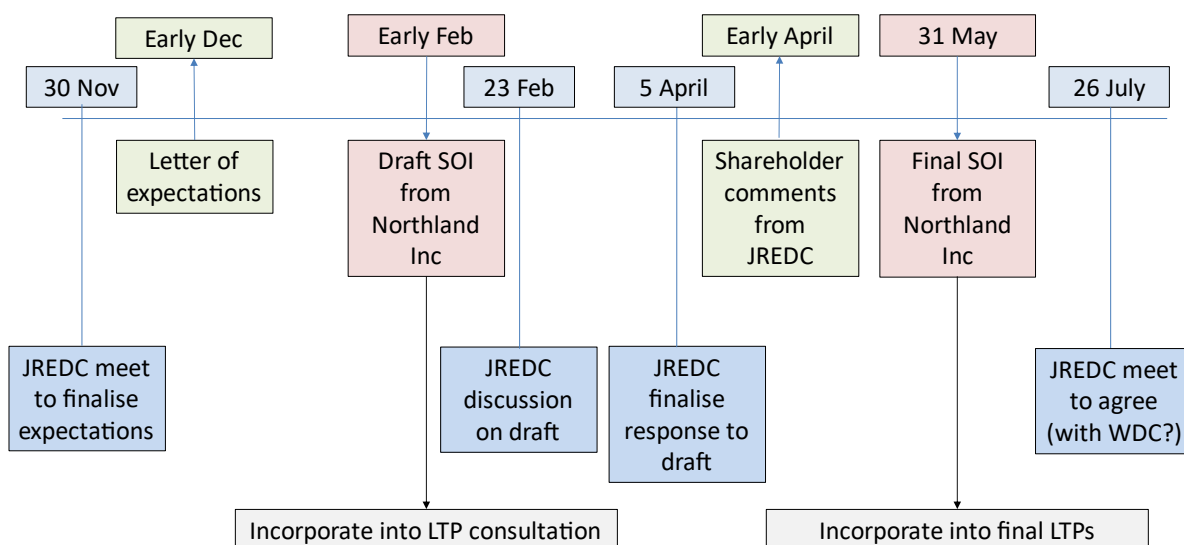 Early Dec
Early Feb
Early April
31 May
30 Nov
23 Feb
5 April
26 July
Letter of
expectations
Draft SOI
from
Northland
Inc
Shareholder
comments
from
JREDC
Final SOI
from
Northland
Inc
JREDC meet
to finalise
expectations
JREDC
discussion
on draft
JREDC
finalise
response to
draft
JREDC meet
to agree
(with WDC?)
Incorporate into LTP consultation
Incorporate into final LTPs